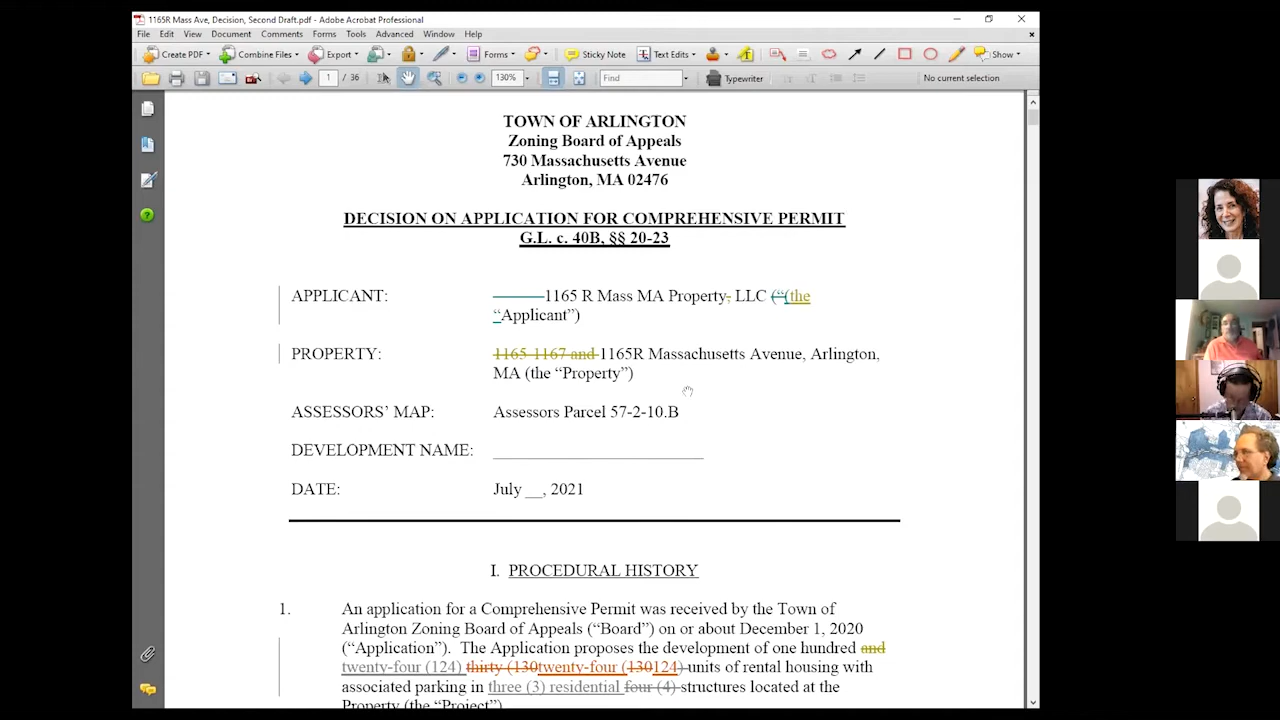 1165R Mass Ave, Decision, Second Draft.pdf - Adobe Acrobat Professional
File Edit View Document Comments Forms Tools Advanced Window Help
Create PDF Combine Files Export Forms Sticky Note Text Edits Show
1 / 36 130% Find Typewriter No current selection
TOWN OF ARLINGTON
Zoning Board of Appeals
730 Massachusetts Avenue
Arlington, MA 02476
DECISION ON APPLICATION FOR COMPREHENSIVE PERMIT
G.L. c. 40B, §§ 20-23
APPLICANT: 1165 R Mass MA Property, LLC (“(the
“Applicant”)
PROPERTY: 1165-1167 and 1165R Massachusetts Avenue, Arlington,
MA (the “Property”)
ASSESSORS’ MAP: Assessors Parcel 57-2-10.B
DEVELOPMENT NAME: ________________________
DATE: July __, 2021
I. PROCEDURAL HISTORY
1. An application for a Comprehensive Permit was received by the Town of
Arlington Zoning Board of Appeals (“Board”) on or about December 1, 2020
(“Application”). The Application proposes the development of one hundred and
twenty-four (124) thirty (130twenty-four (130124) units of rental housing with
associated parking in three (3) residential four (4) structures located at the
Property (the “Project”)